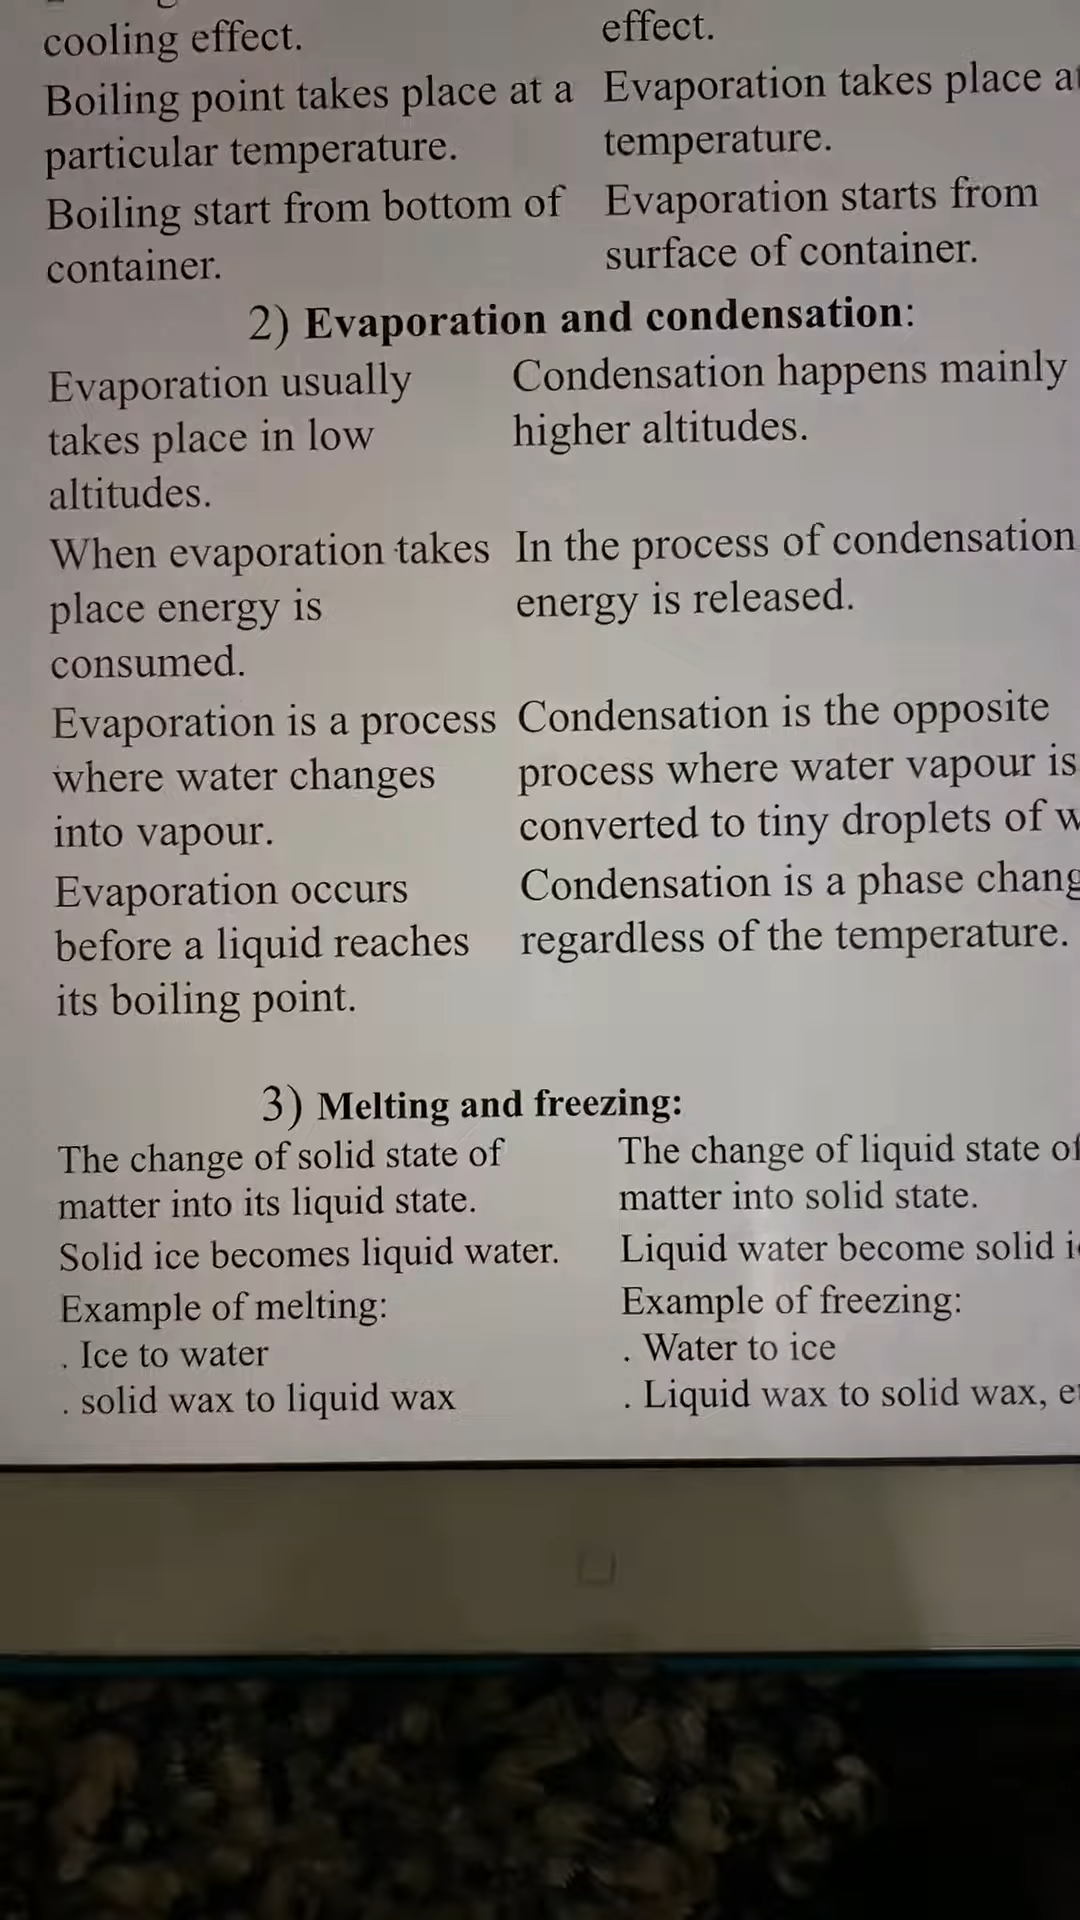 cooling effect.
effect.
Boiling point takes place at a
particular temperature.
Evaporation takes place
temperature.
Boiling start from bottom of
container.
Evaporation starts from
surface of container.
2) Evaporation and condensation:
Evaporation usually
takes place in low
altitudes.
Condensation happens mainly
higher altitudes.
When evaporation takes
place energy is
consumed.
In the process of condensation
energy is released.
Evaporation is a process
where water changes
into vapour.
Condensation is the opposite
process where water vapour is
converted to tiny droplets of
Evaporation occurs
before a liquid reaches
its boiling point.
Condensation is a phase
regardless of the temperature.
3) Melting and freezing:
The change of solid state of
matter into its liquid state.
The change of liquid state of
matter into solid state.
Solid ice becomes liquid water.
Liquid water become solid
Example of melting:
. Ice to water
. solid wax to liquid wax
Example of freezing:
. Water to ice
. Liquid wax to solid wax,